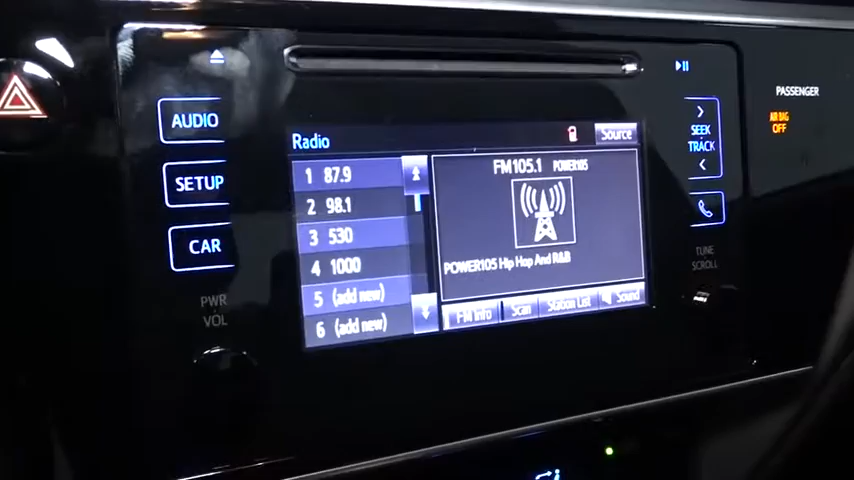 AUDIO
SETUP
CAR
PWR
VOL
Radio
Source
1 87.9
2 98.1
3 530
4 1000
5 (add new)
6 (add new)
FM105.1 POWER105
POWER105 Hip Hop And R&B
FM Info
Scan
Station List
Sound
SEEK
TRACK
TUNE
SCROLL
PASSENGER
AIR BAG
OFF